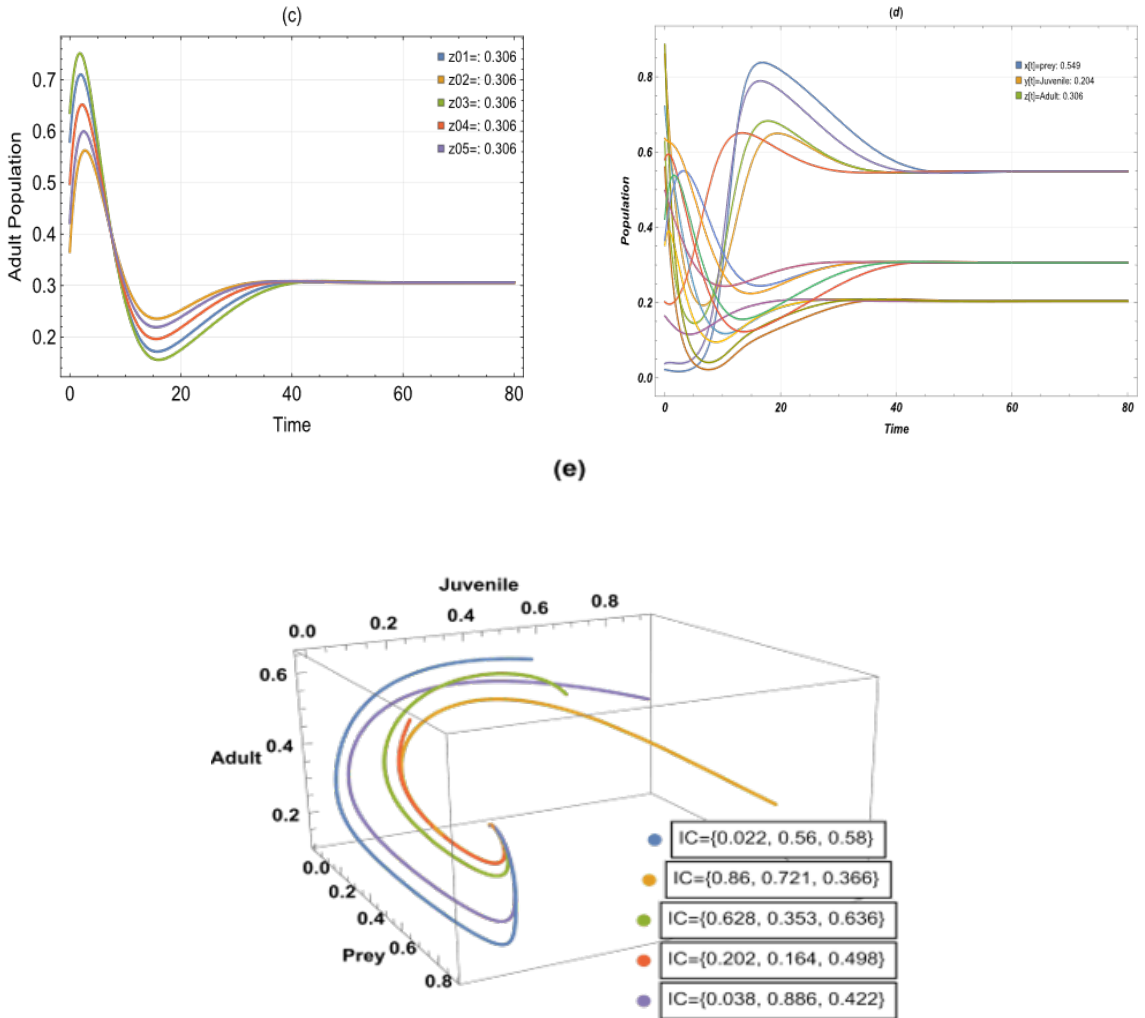 (c)
Adult Population
0.7
0.6
0.5
0.4
0.3
0.2
z01=: 0.306
z02=: 0.306
z03=: 0.306
z04=: 0.306
z05=: 0.306
0 20 40 60 80
Time
(d)
Population
0.8
0.6
0.4
0.2
0.0
x[t]=prey: 0.549
y[t]=Juvenile: 0.204
z[t]=Adult: 0.306
0 20 40 60 80
Time
(e)
Juvenile
0.0 0.2 0.4 0.6 0.8
Adult
0.6
0.4
0.2
Prey
0.0
0.2
0.4
0.6
0.8
IC={0.022, 0.56, 0.58}
IC={0.86, 0.721, 0.366}
IC={0.628, 0.353, 0.636}
IC={0.202, 0.164, 0.498}
IC={0.038, 0.886, 0.422}